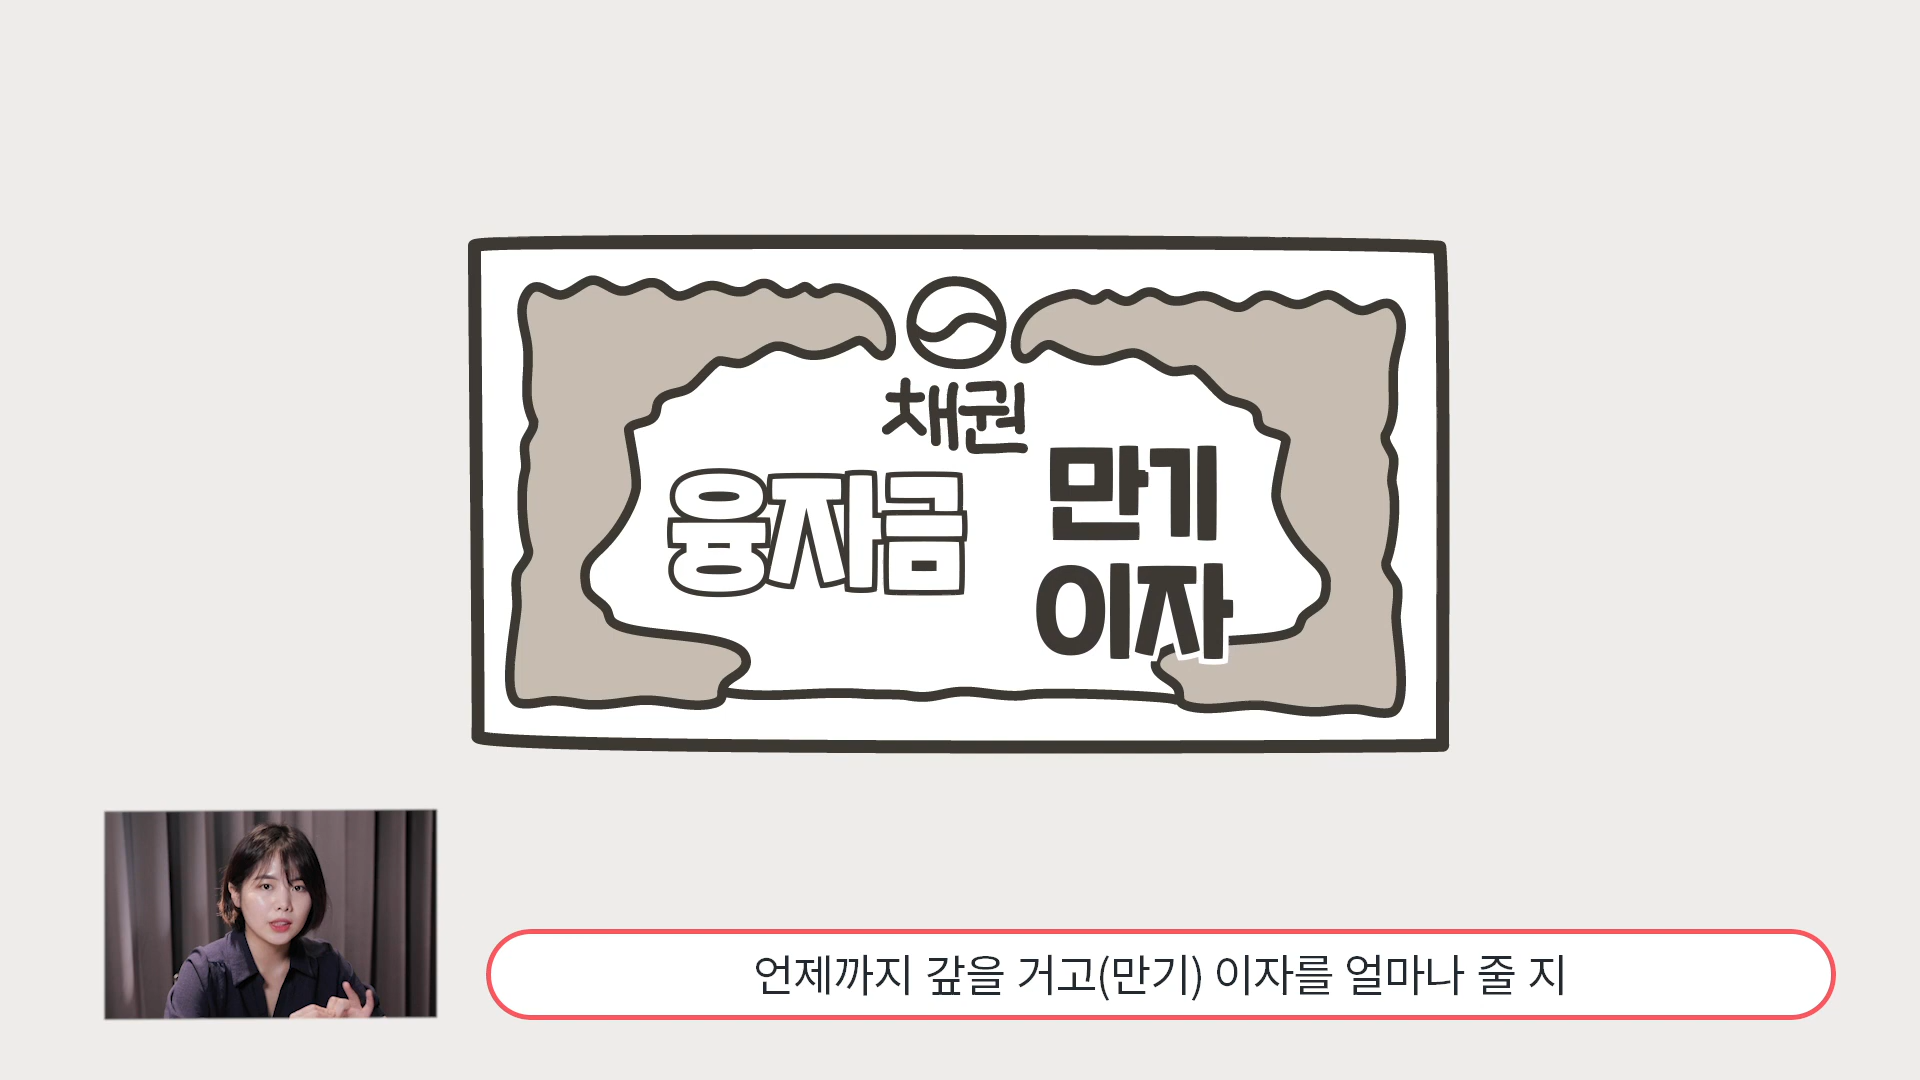 채권
융자금
만기
이자
언제까지 갚을 거고(만기) 이자를 얼마나 줄 지